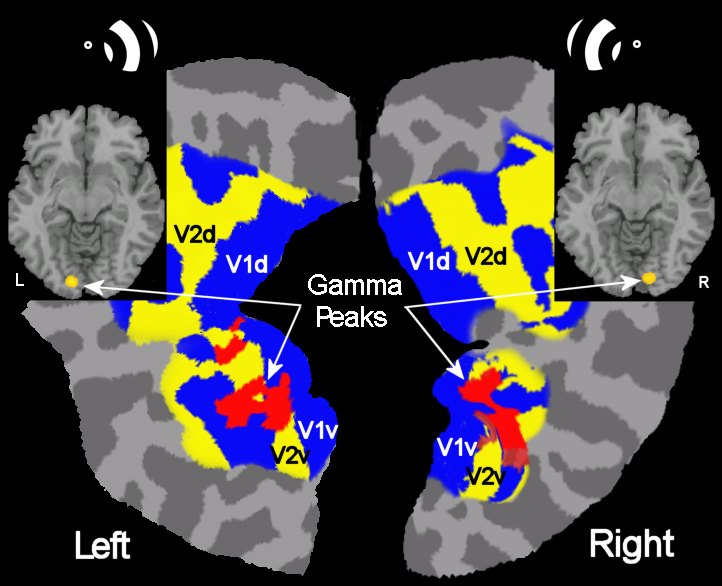 V2d
V1d
V1d
V2d
L
Gamma
Peaks
R
V1v
V2v
V1v
V2v
Left
Right